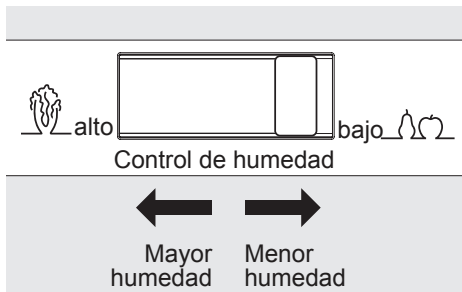 alto
bajo
Control de humedad
Mayor humedad
Menor humedad